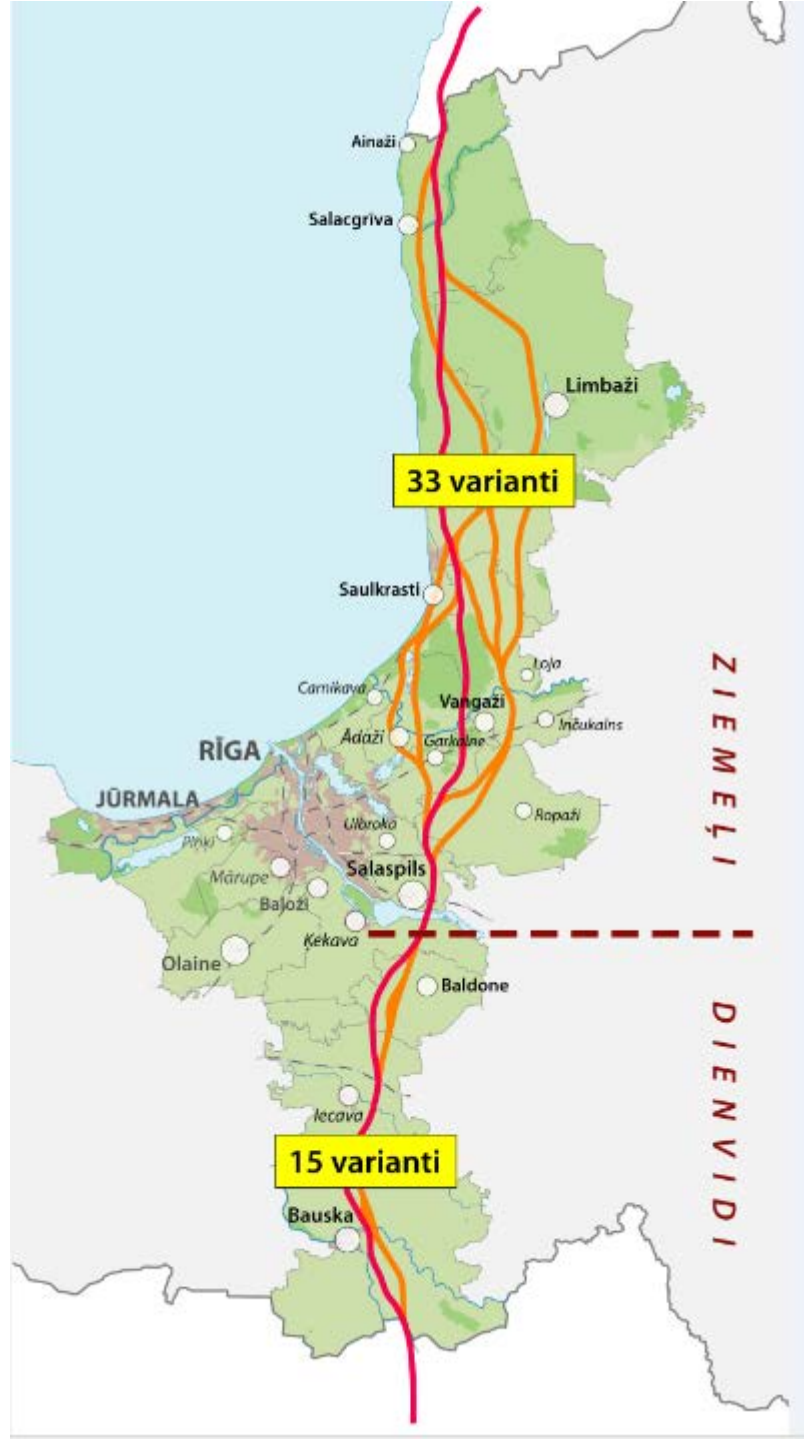 Ainaži
Salacgrīva
Limbaži
33 varianti
Saulkrasti
Loja
Carnikava
Vangaži
Inčukalns
Ādaži
Garkalne
RĪGA
JŪRMALA
Ropaži
Ulbroka
Piņķi
Salaspils
Mārupe
Baloži
Ķekava
Olaine
ZIEMEĻI
Baldone
DIENVIDI
Iecava
15 varianti
Bauska